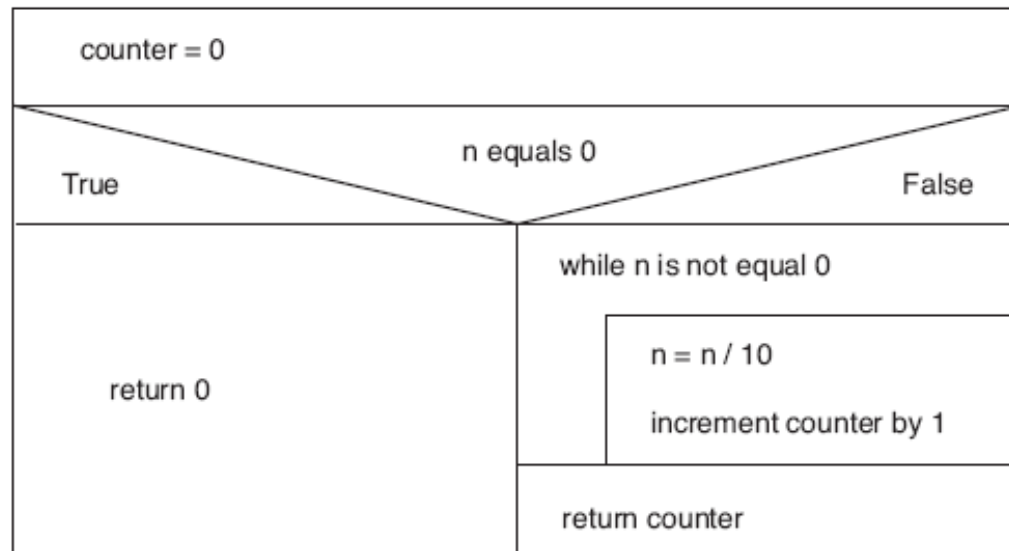 counter = 0
n equals 0
True
False
return 0
while n is not equal 0
n = n / 10
increment counter by 1
return counter